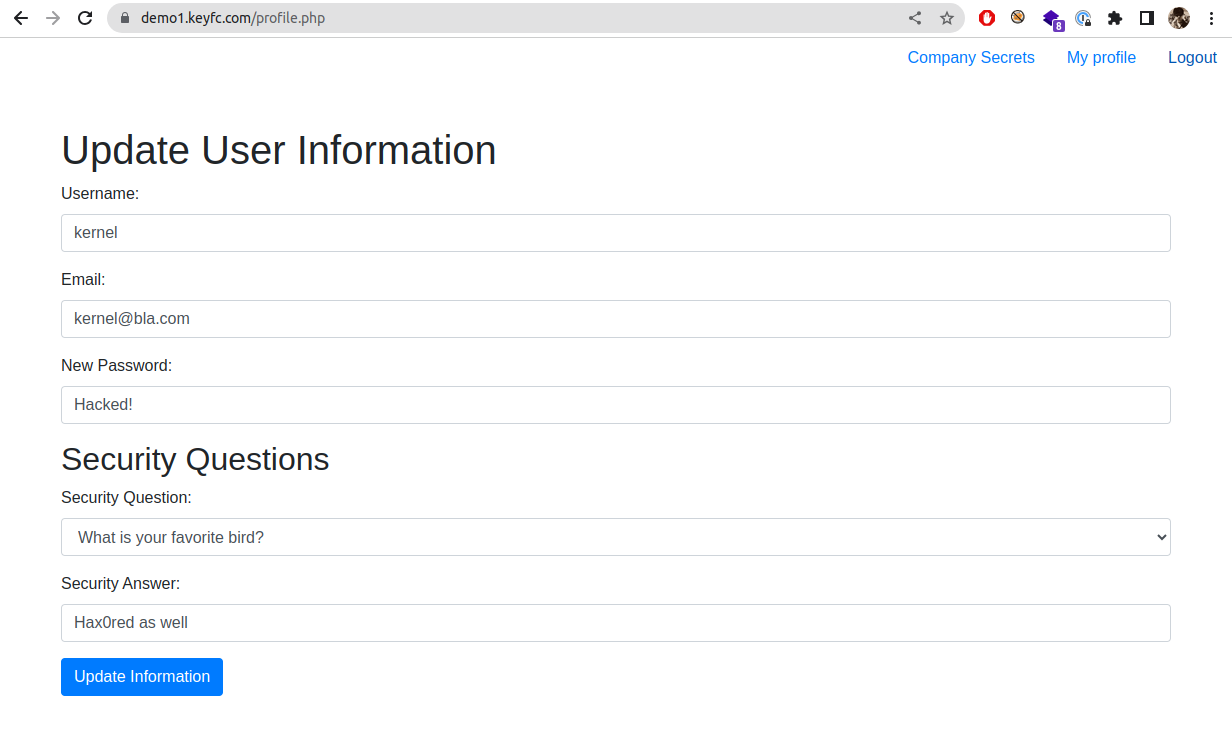 demo1.keyfc.com/profile.php
8
Company Secrets My profile Logout
Update User Information
Username:
kernel
Email:
kernel@bla.com
New Password:
Hacked!
Security Questions
Security Question:
What is your favorite bird?
Security Answer:
Hax0red as well
Update Information